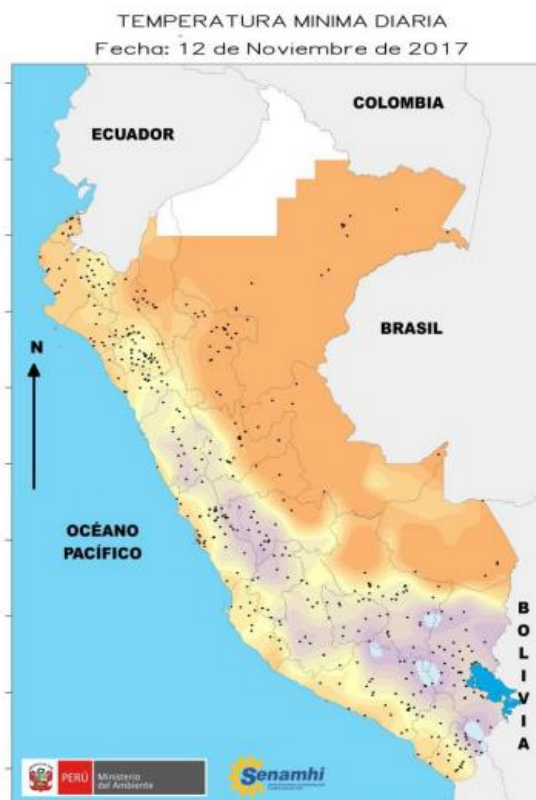 TEMPERATURA MINIMA DIARIA
Fecha: 12 de Noviembre de 2017
COLOMBIA
ECUADOR
BRASIL
N
OCÉANO
PACÍFICO
BOLIVIA
PERÚ
Ministerio
del Ambiente
Senamhi